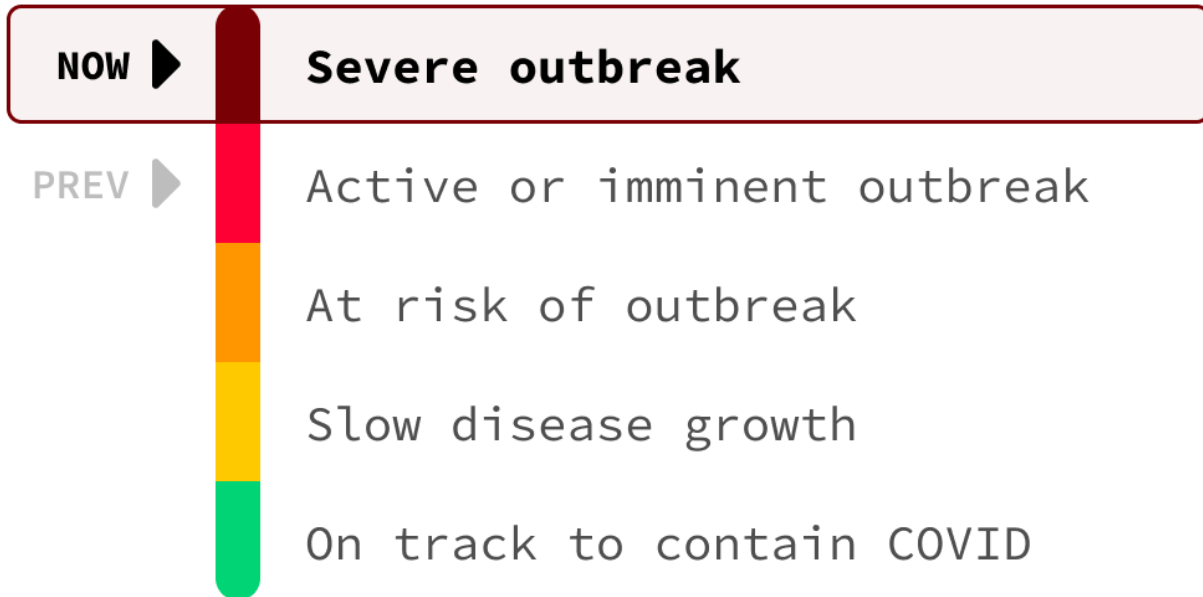 NOW Severe outbreak
PREV Active or imminent outbreak
At risk of outbreak
Slow disease growth
On track to contain COVID